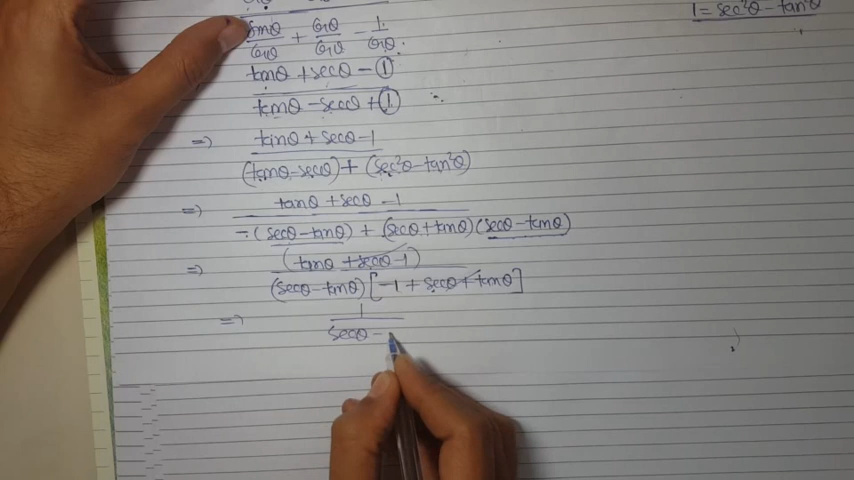 1 = sec²θ - tan²θ
sinθ/cosθ + cosθ/cosθ - 1/cosθ
tanθ + secθ - 1
tanθ - secθ + 1 ∴
=> tanθ + secθ - 1
(tanθ - secθ) + (sec²θ - tan²θ)
=> tanθ + secθ - 1
-(secθ - tanθ) + (secθ + tanθ)(secθ - tanθ)
=> (tanθ + secθ - 1)
(secθ - tanθ)[-1 + secθ + tanθ]
=> 1
secθ -